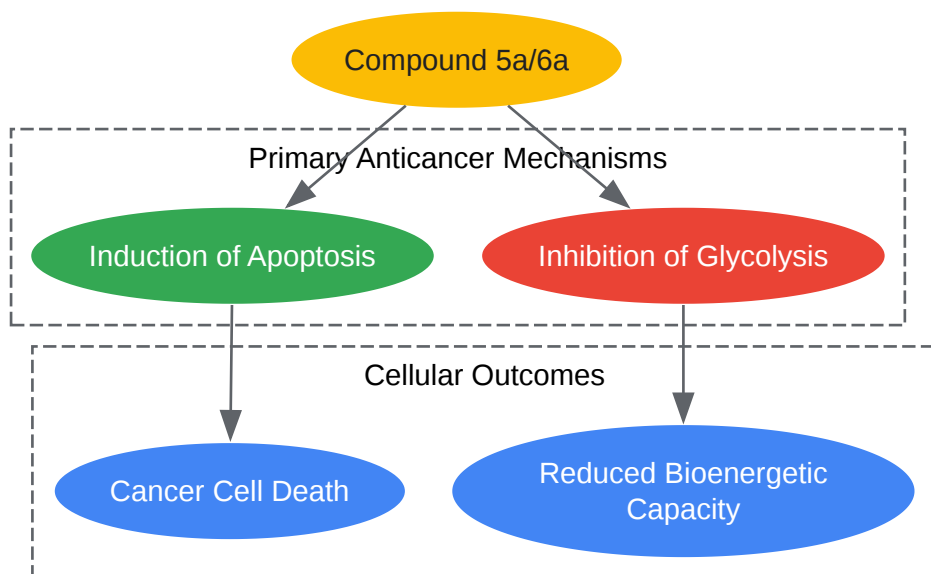 Compound 5a/6a
Primary Anticancer Mechanisms
Induction of Apoptosis
Inhibition of Glycolysis
Cellular Outcomes
Cancer Cell Death
Reduced Bioenergetic
Capacity